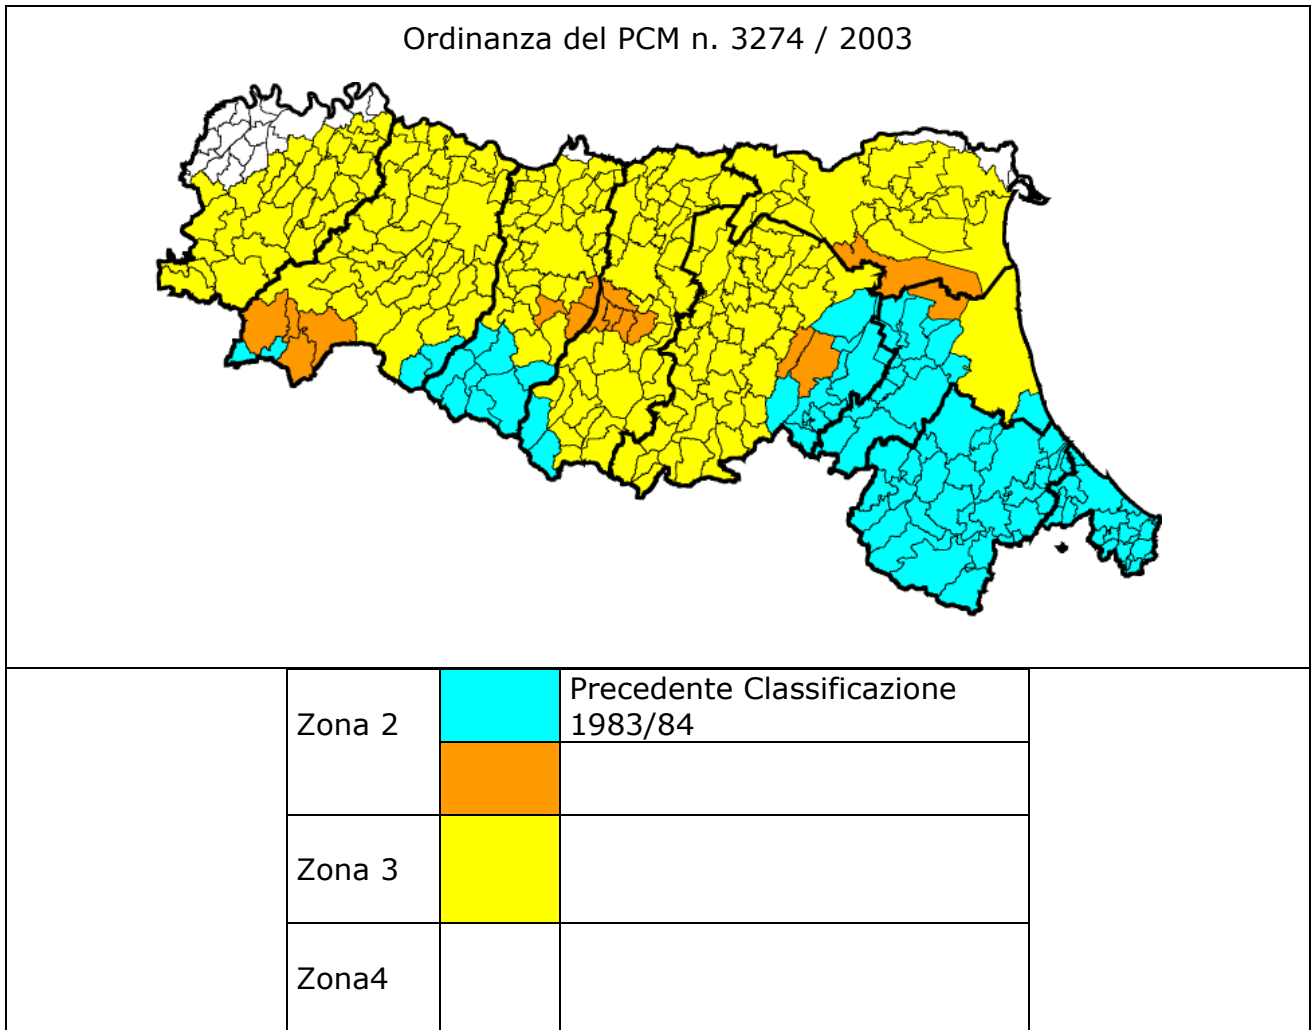 Ordinanza del PCM n. 3274 / 2003
Zona 2
Precedente Classificazione
1983/84
Zona 3
Zona4